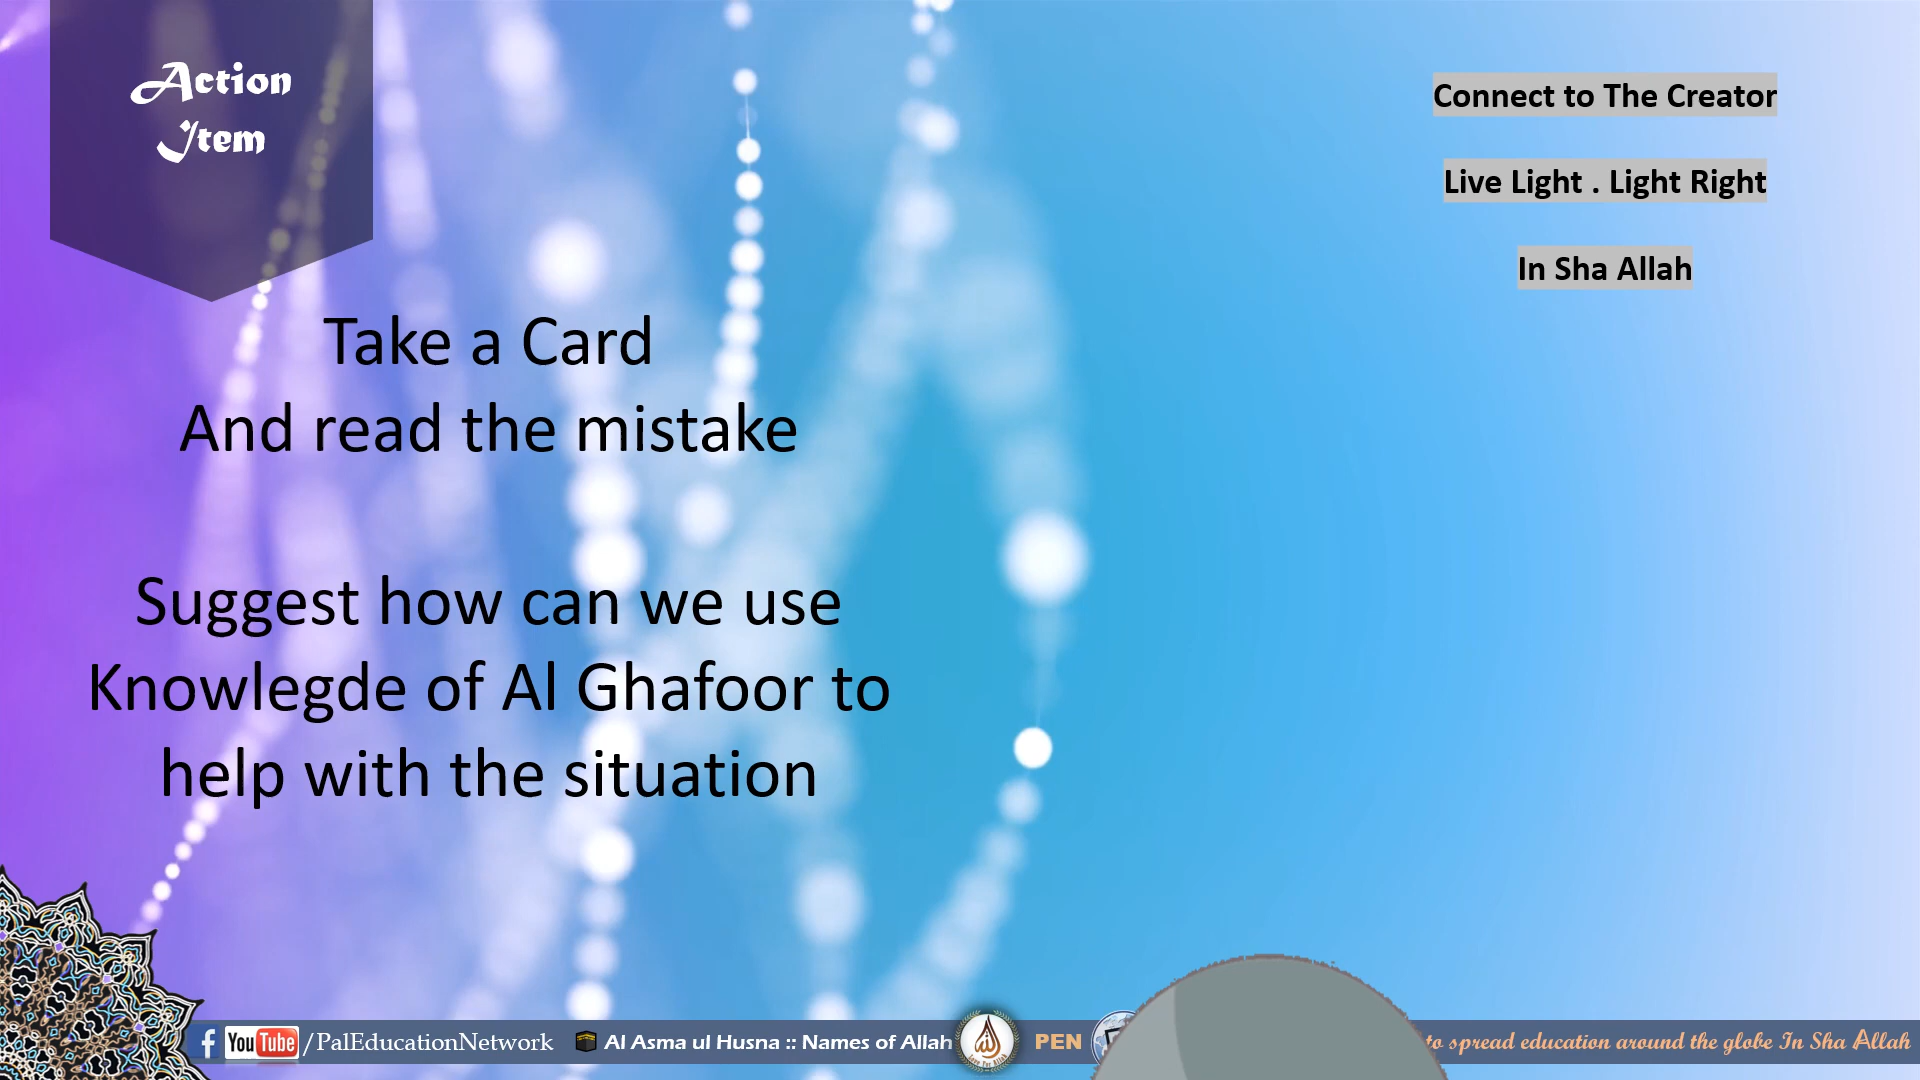 Action
Item
Connect to The Creator
Live Light . Light Right
In Sha Allah
Take a Card
And read the mistake
Suggest how can we use
Knowlegde of Al Ghafoor to
help with the situation
f YouTube /PalEducationNetwork Al Asma ul Husna :: Names of Allah PEN to spread education around the globe In Sha Allah